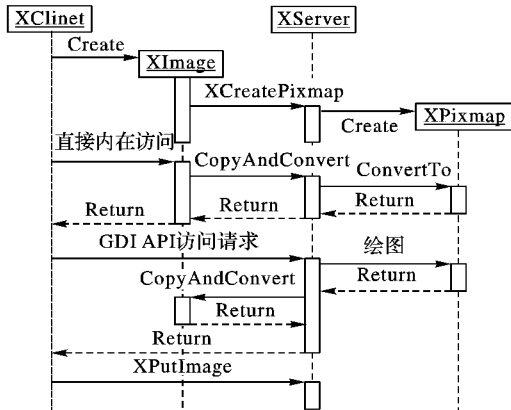 XClinet
XServer
Create
XImage
XCreatePixmap
XPixmap
Create
直接内在访问
CopyAndConvert
ConvertTo
Return
Return
Return
GDI API访问请求
绘图
CopyAndConvert
Return
Return
Return
XPutImage